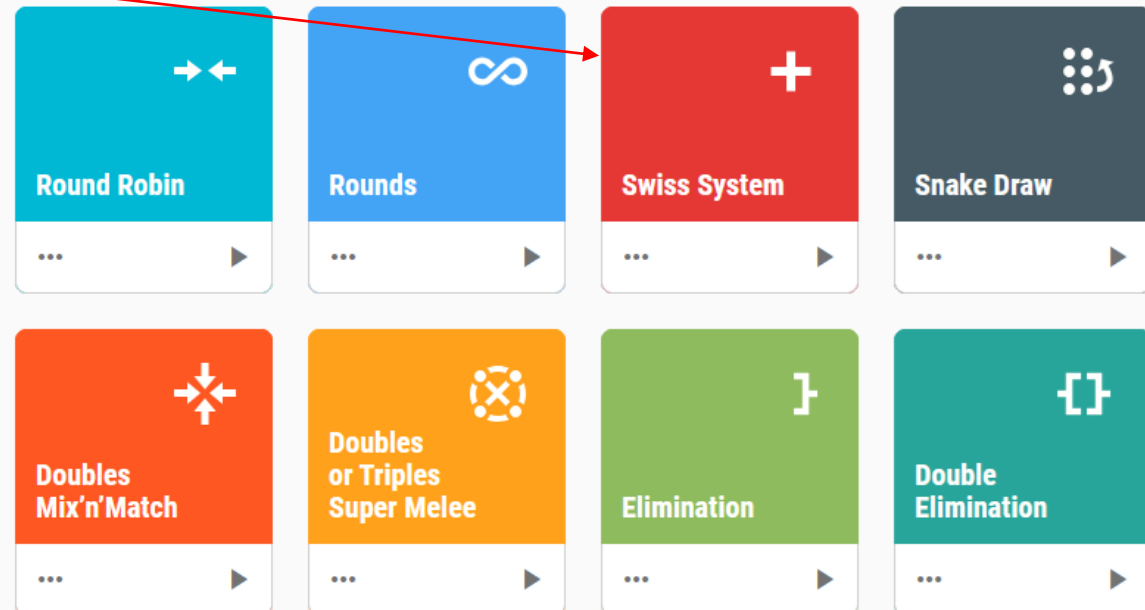 Round Robin
Rounds
Swiss System
Snake Draw
Doubles
Mix'n'Match
Doubles
or Triples
Super Melee
Elimination
Double
Elimination